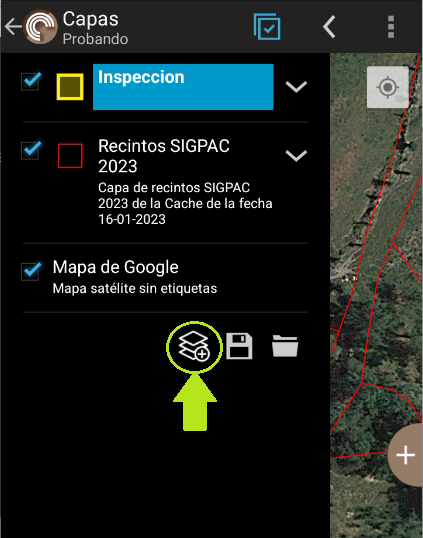 Capas
Probando
Inspeccion
Recintos SIGPAC
2023
Capa de recintos SIGPAC
2023 de la Cache de la fecha
16-01-2023
Mapa de Google
Mapa satélite sin etiquetas